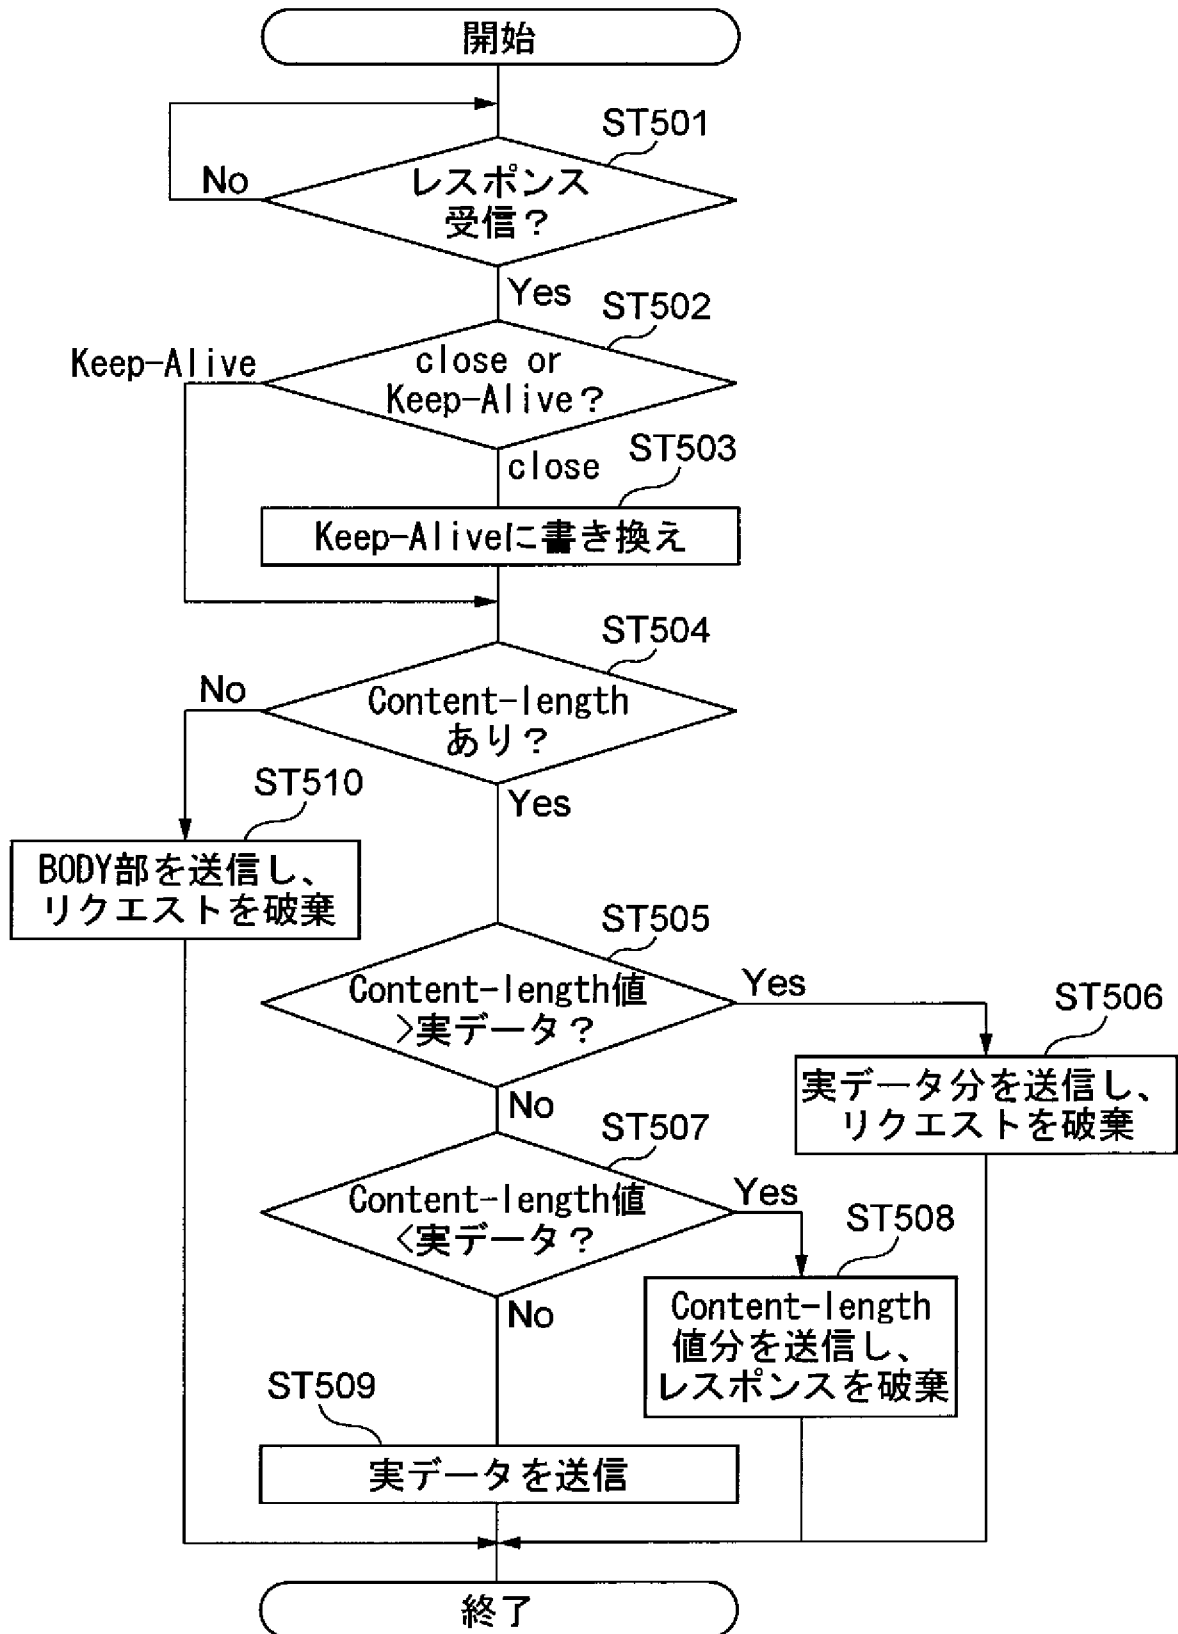 開始
ST501
No
レスポンス
受信？
Yes
ST502
Keep-Alive
close or
Keep-Alive？
close
ST503
Keep-Aliveに書き換え
ST504
No
Content-length
あり？
Yes
ST510
BODY部を送信し、
リクエストを破棄
ST505
Content-length値
＞実データ？
Yes
ST506
実データ分を送信し、
リクエストを破棄
No
ST507
Content-length値
＜実データ？
Yes
ST508
Content-length
値分を送信し、
レスポンスを破棄
No
ST509
実データを送信
終了